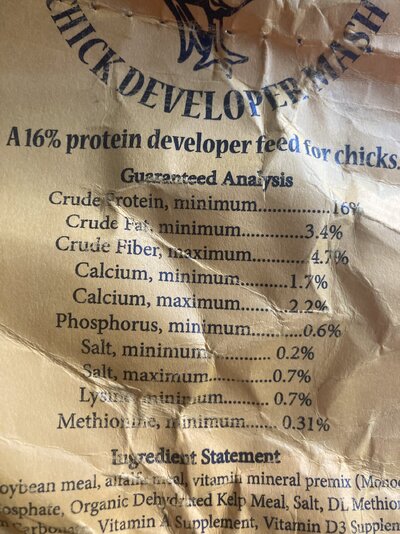 CHICK DEVELOPER MASH
A 16% protein developer feed for chicks.
Guaranteed Analysis
Crude Protein, minimum..............16%
Crude Fat, minimum...........3.4%
Crude Fiber, maximum..........4.7%
Calcium, minimum.........1.7%
Calcium, maximum.........2.2%
Phosphorus, minimum...........0.6%
Salt, minimum........... 0.2%
Salt, maximum...........0.7%
Lysine, minimum........ 0.7%
Methionine, minimum....... 0.31%
Ingredient Statement
oybean meal, alfalfa meal, vitamin mineral premix (Monoc
osphate, Organic Dehydrated Kelp Meal, Salt, DL Methion
Carbonate, Vitamin A Supplement, Vitamin D3 Supplem